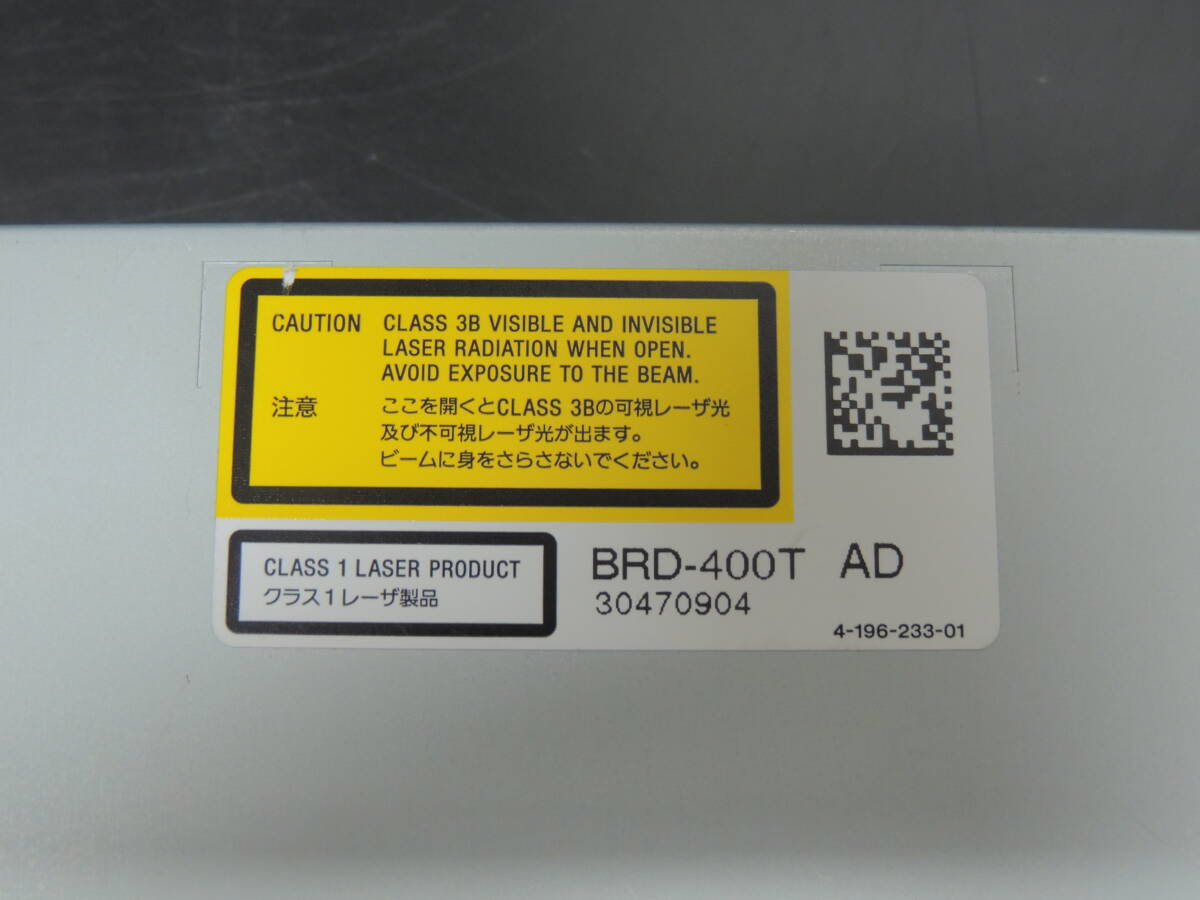 CAUTION CLASS 3B VISIBLE AND INVISIBLE
LASER RADIATION WHEN OPEN.
AVOID EXPOSURE TO THE BEAM.
注意 ここを開くとCLASS 3Bの可視レーザ光
及び不可視レーザ光が出ます。
ビームに身をさらさないでください。
CLASS 1 LASER PRODUCT
クラス1レーザ製品
BRD-400T AD
30470904
4-196-233-01